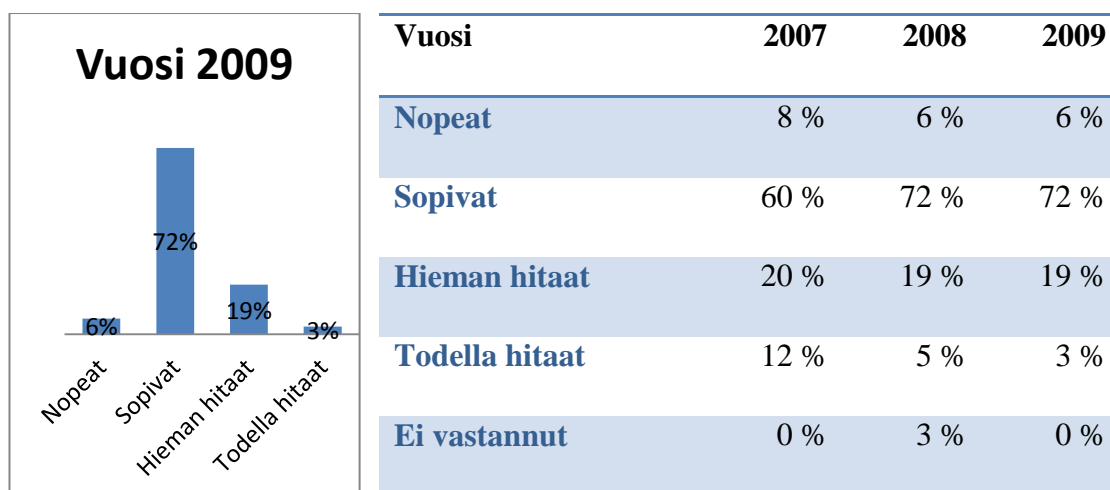 Vuosi 2009
72%
6%
19%
3%
Nopeat
Sopivat
Hieman hitaat
Todella hitaat
Vuosi 2007 2008 2009
Nopeat 8 % 6 % 6 %
Sopivat 60 % 72 % 72 %
Hieman hitaat 20 % 19 % 19 %
Todella hitaat 12 % 5 % 3 %
Ei vastannut 0 % 3 % 0 %